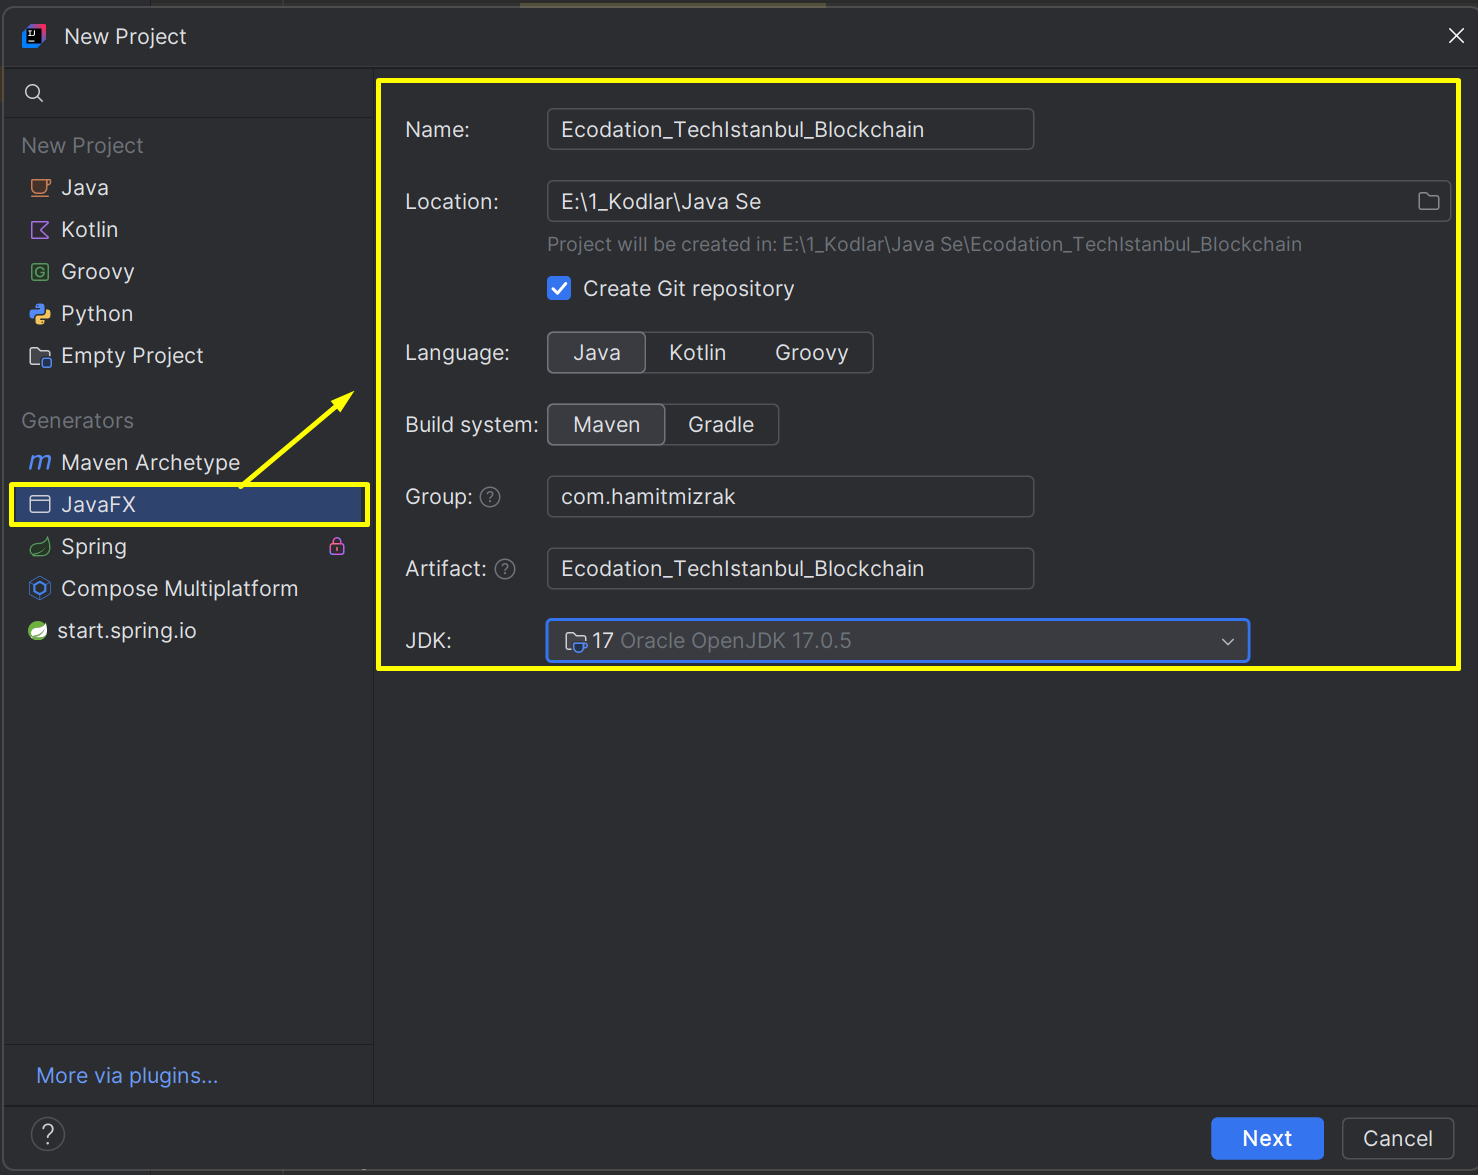 New Project
New Project
Java
Kotlin
Groovy
Python
Empty Project
Generators
Maven Archetype
JavaFX
Spring
Compose Multiplatform
start.spring.io
More via plugins...
Name: Ecodation_TechIstanbul_Blockchain
Location: E:\1_Kodlar\Java Se
Project will be created in: E:\1_Kodlar\Java Se\Ecodation_TechIstanbul_Blockchain
Create Git repository
Language: Java Kotlin Groovy
Build system: Maven Gradle
Group: ? com.hamitmizrak
Artifact: ? Ecodation_TechIstanbul_Blockchain
JDK: 17 Oracle OpenJDK 17.0.5
? Next Cancel